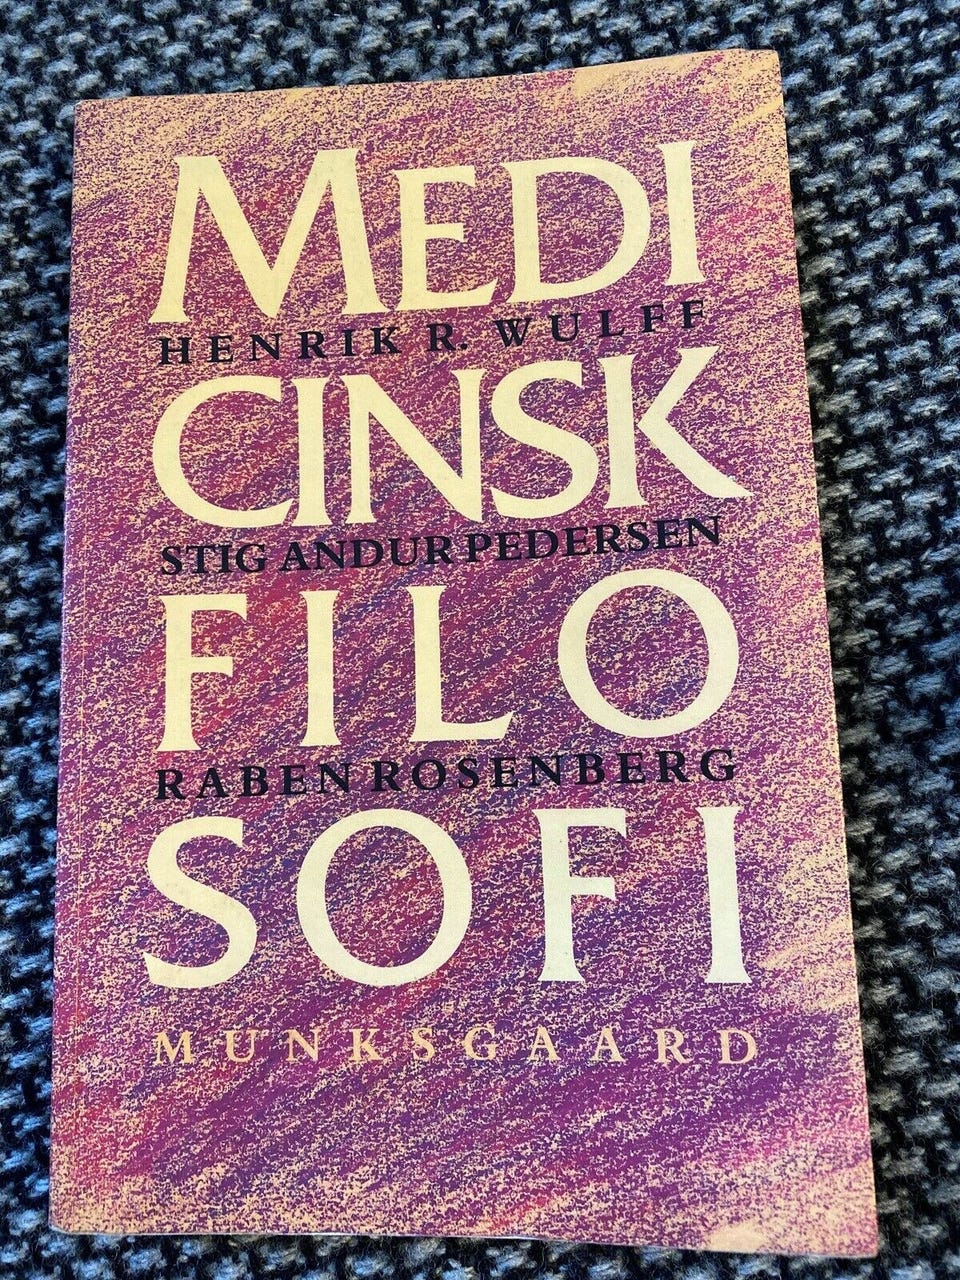 MEDI
HENRIK R. WULFF
CINSK
STIG ANDUR PEDERSEN
FILO
RABEN ROSENBERG
SOFI
MUNKSGAARD